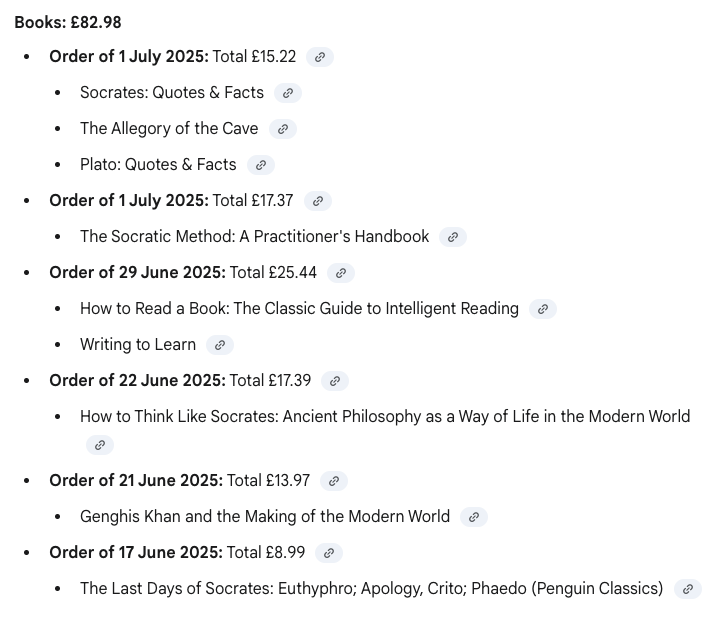 Books: £82.98
Order of 1 July 2025: Total £15.22
Socrates: Quotes & Facts
The Allegory of the Cave
Plato: Quotes & Facts
Order of 1 July 2025: Total £17.37
The Socratic Method: A Practitioner's Handbook
Order of 29 June 2025: Total £25.44
How to Read a Book: The Classic Guide to Intelligent Reading
Writing to Learn
Order of 22 June 2025: Total £17.39
How to Think Like Socrates: Ancient Philosophy as a Way of Life in the Modern World
Order of 21 June 2025: Total £13.97
Genghis Khan and the Making of the Modern World
Order of 17 June 2025: Total £8.99
The Last Days of Socrates: Euthyphro; Apology, Crito; Phaedo (Penguin Classics)